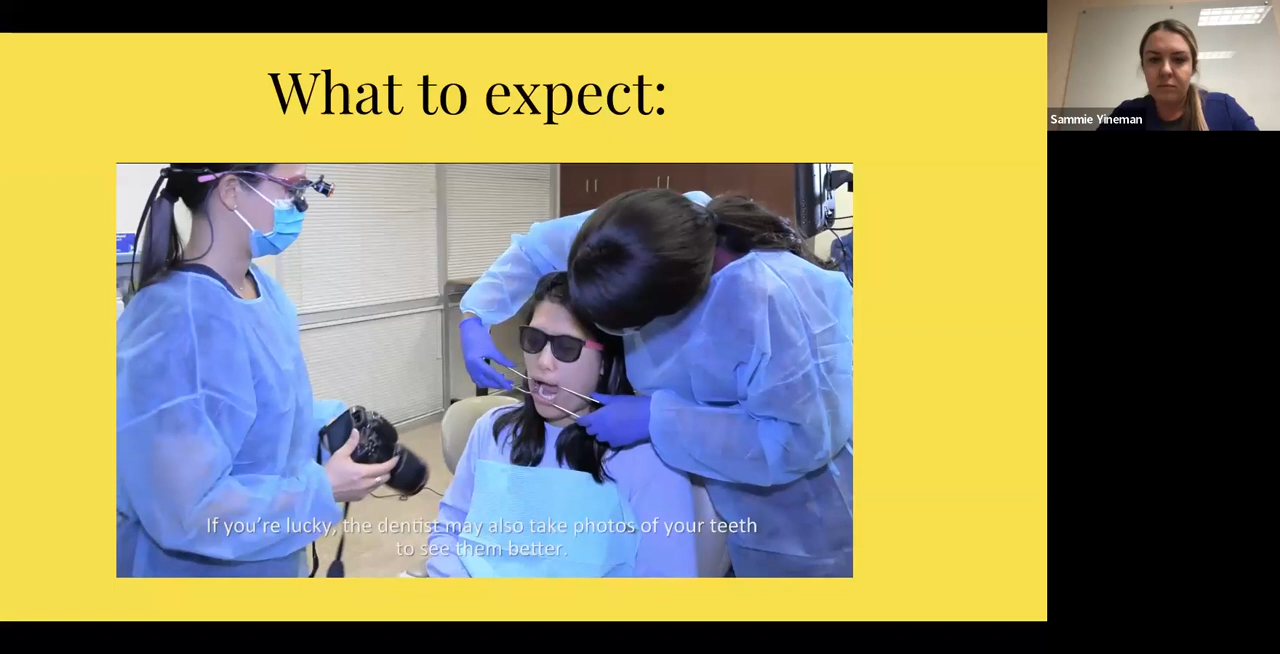 What to expect:
Sammie Yineman
If you're lucky, the dentist may also take photos of your teeth
to see them better.